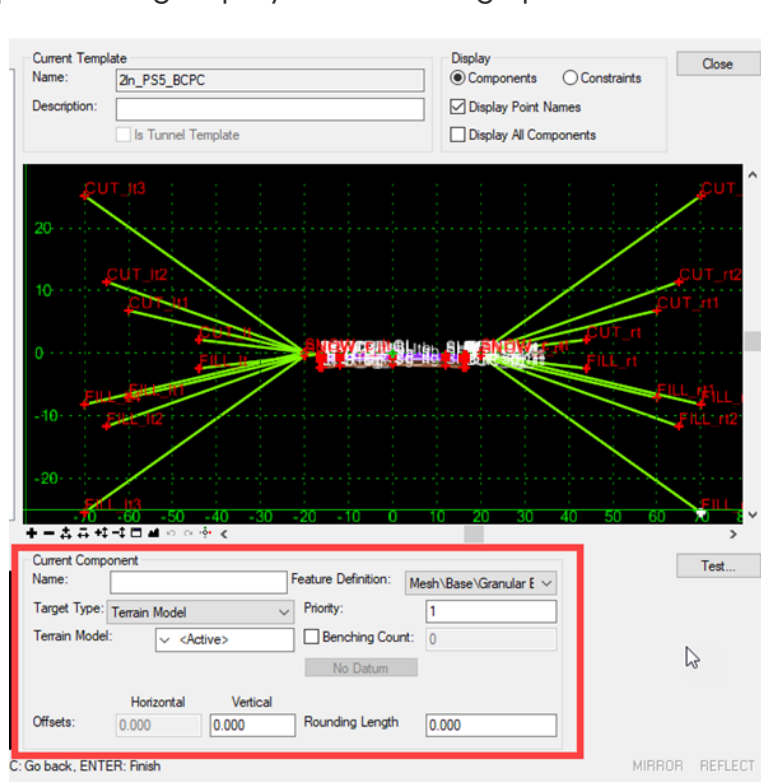 Current Template
Display
Close
Name:
2ln_PS5_BCPC
Components
Constraints
Description:
Display Point Names
Is Tunnel Template
Display All Components
CUT_lt3
CUT_
20
CUT_lt2
CUT_rt2
10
CUT_lt1
CUT_rt1
CUT_lt
CUT_rt
0
FILL_lt
FILL_rt
FILL_lt1
FILL_rt1
-10
FILL_lt2
FILL_rt2
-20
FILL_lt3
FILL_
-70 -60 -50 -40 -30 -20 -10 0 10 20 30 40 50 60 70 8
Current Component
Test...
Name:
Feature Definition:
Mesh\Base\Granular E
Target Type:
Terrain Model
Priority:
1
Terrain Model:
<Active>
Benching Count:
0
No Datum
Horizontal
Vertical
Offsets:
0.000
0.000
Rounding Length
0.000
C: Go back, ENTER: Finish
MIRROR REFLECT